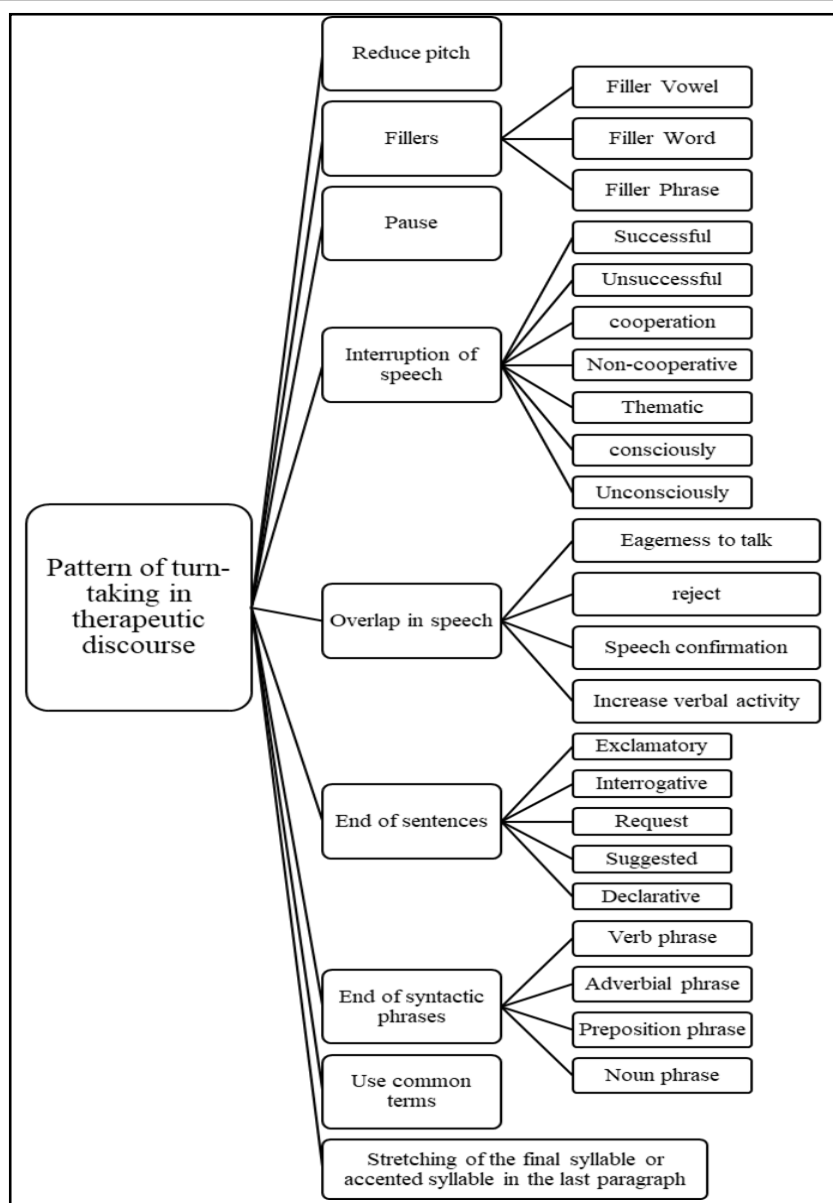 Reduce pitch
Fillers
Filler Vowel
Filler Word
Filler Phrase
Pause
Interruption of
speech
Successful
Unsuccessful
cooperation
Non-cooperative
Thematic
consciously
Unconsciously
Pattern of turn-
taking in
therapeutic
discourse
Overlap in speech
Eagerness to talk
reject
Speech confirmation
Increase verbal activity
End of sentences
Exclamatory
Interrogative
Request
Suggested
Declarative
End of syntactic
phrases
Verb phrase
Adverbial phrase
Preposition phrase
Noun phrase
Use common
terms
Stretching of the final syllable or
accented syllable in the last paragraph